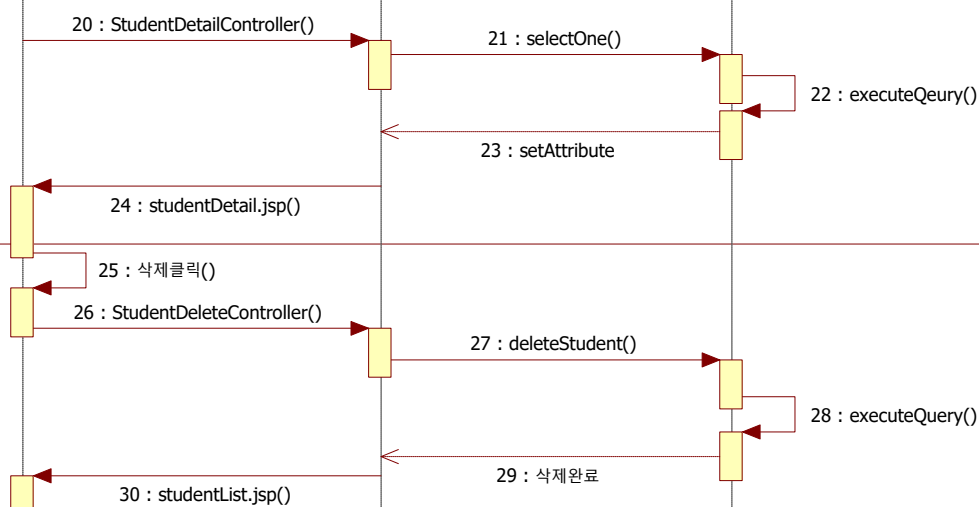 20 : StudentDetailController()
21 : selectOne()
22 : executeQeury()
23 : setAttribute
24 : studentDetail.jsp()
25 : 삭제클릭()
26 : StudentDeleteController()
27 : deleteStudent()
28 : executeQuery()
29 : 삭제완료
30 : studentList.jsp()